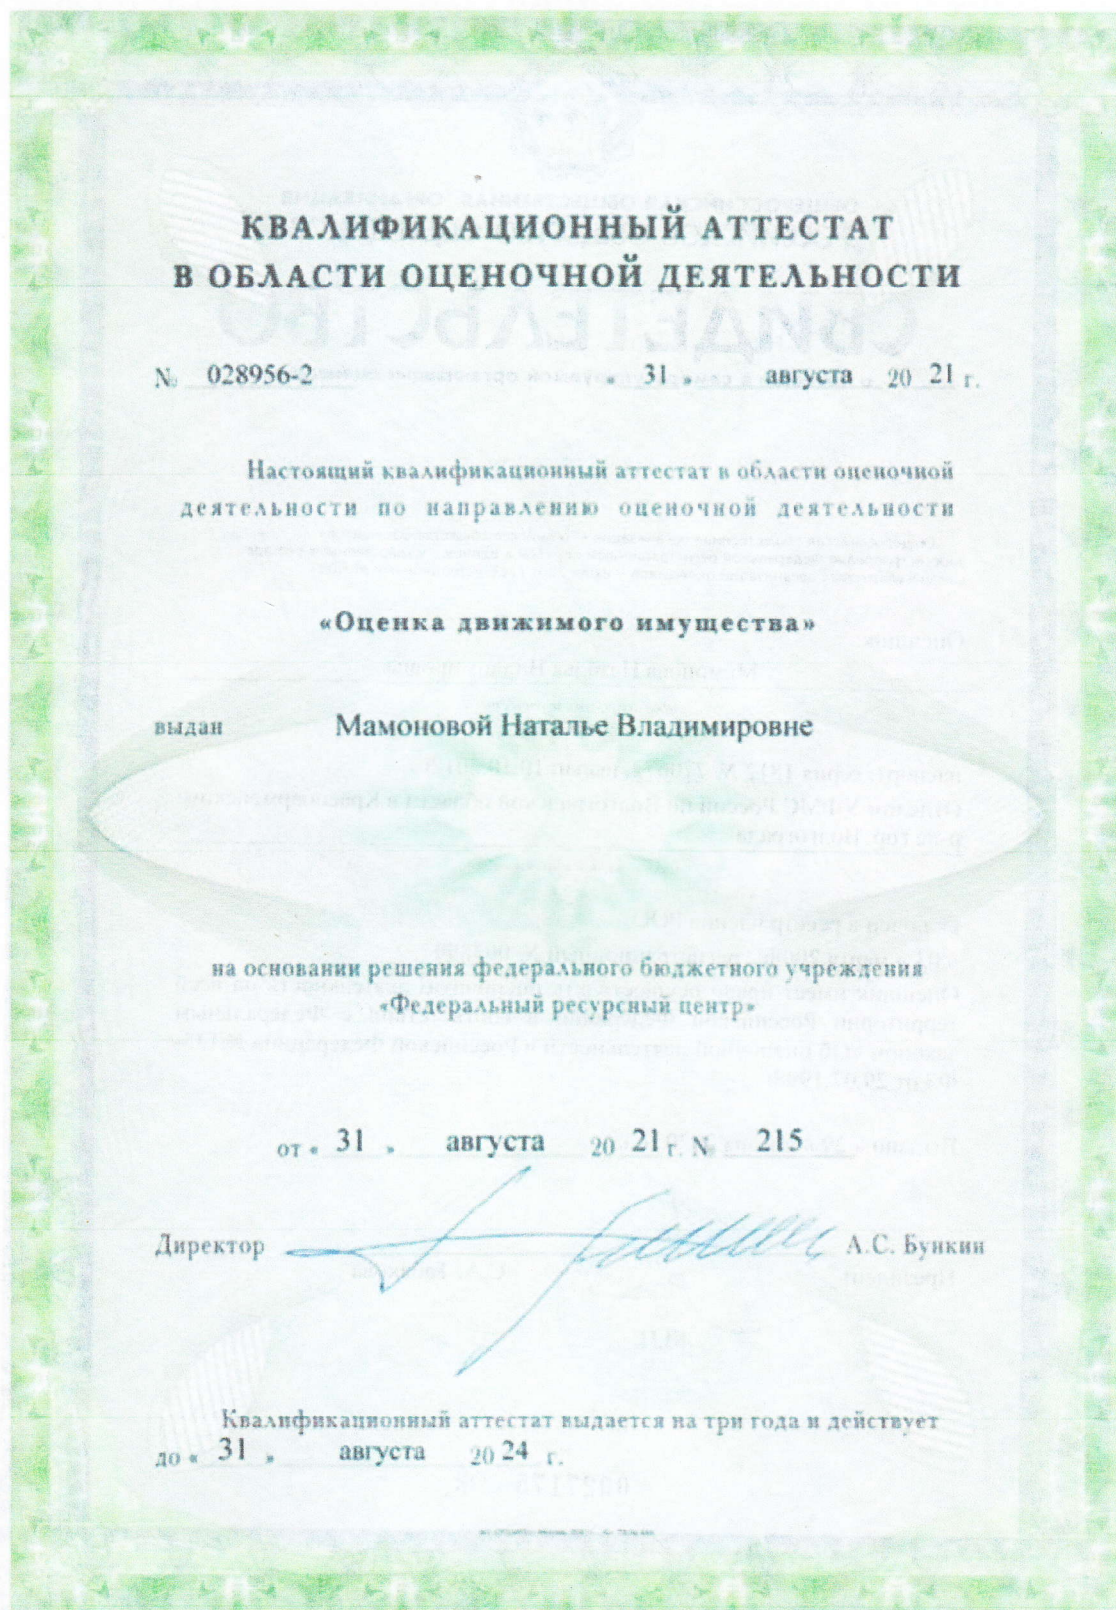 КВАЛИФИКАЦИОННЫЙ АТТЕСТАТ
В ОБЛАСТИ ОЦЕНОЧНОЙ ДЕЯТЕЛЬНОСТИ
№ 028956-2 « 31 » августа 20 21 г.
Настоящий квалификационный аттестат в области оценочной
деятельности по направлению оценочной деятельности
«Оценка движимого имущества»
выдан Мамоновой Наталье Владимировне
на основании решения федерального бюджетного учреждения
«Федеральный ресурсный центр»
от « 31 » августа 20 21 г. № 215
Директор А.С. Бункин
Квалификационный аттестат выдается на три года и действует
до « 31 » августа 20 24 г.